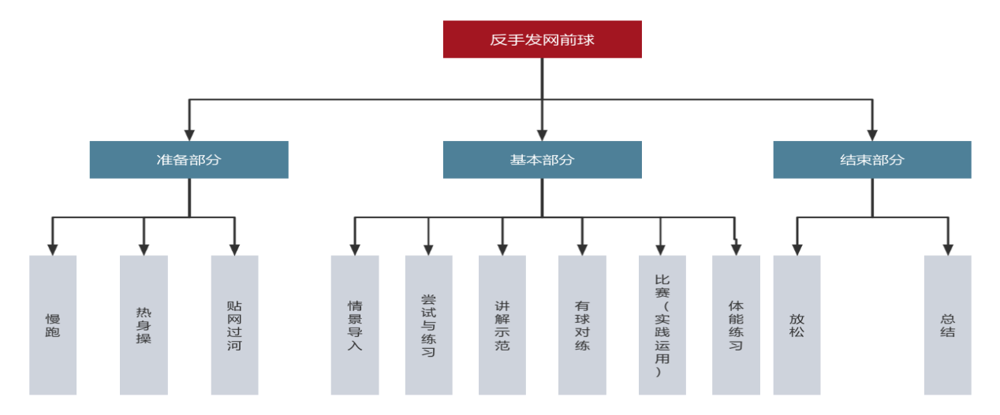 反手发网前球
准备部分
基本部分
结束部分
慢跑
热身操
贴网过河
情景导入
尝试与练习
讲解示范
有球对练
比赛(实践运用)
体能练习
放松
总结